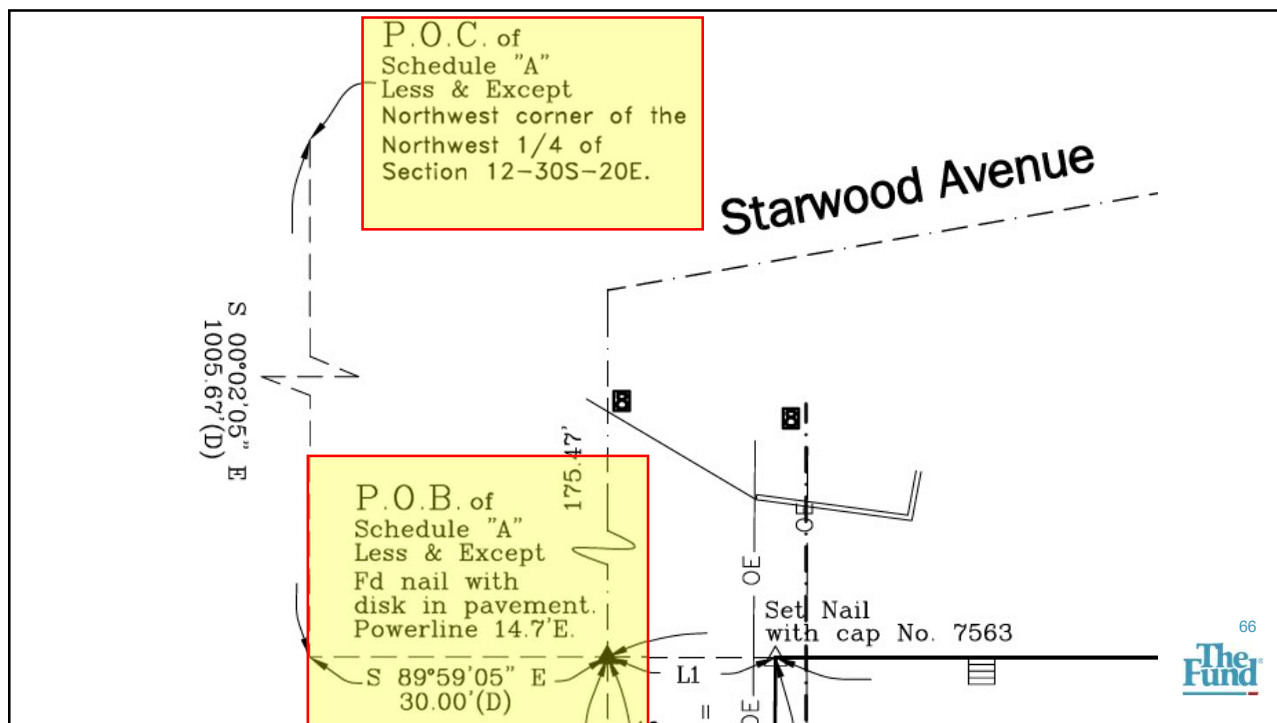 P.O.C. of
Schedule "A"
Less & Except
Northwest corner of the
Northwest 1/4 of
Section 12-30S-20E.
Starwood Avenue
S 00°02'05" E
1005.67'(D)
175.47'
P.O.B. of
Schedule "A"
Less & Except
Fd nail with
disk in pavement.
Powerline 14.7'E.
OE
Set Nail
with cap No. 7563
S 89°59'05" E
30.00'(D)
L1
OE
66
The
Fund®